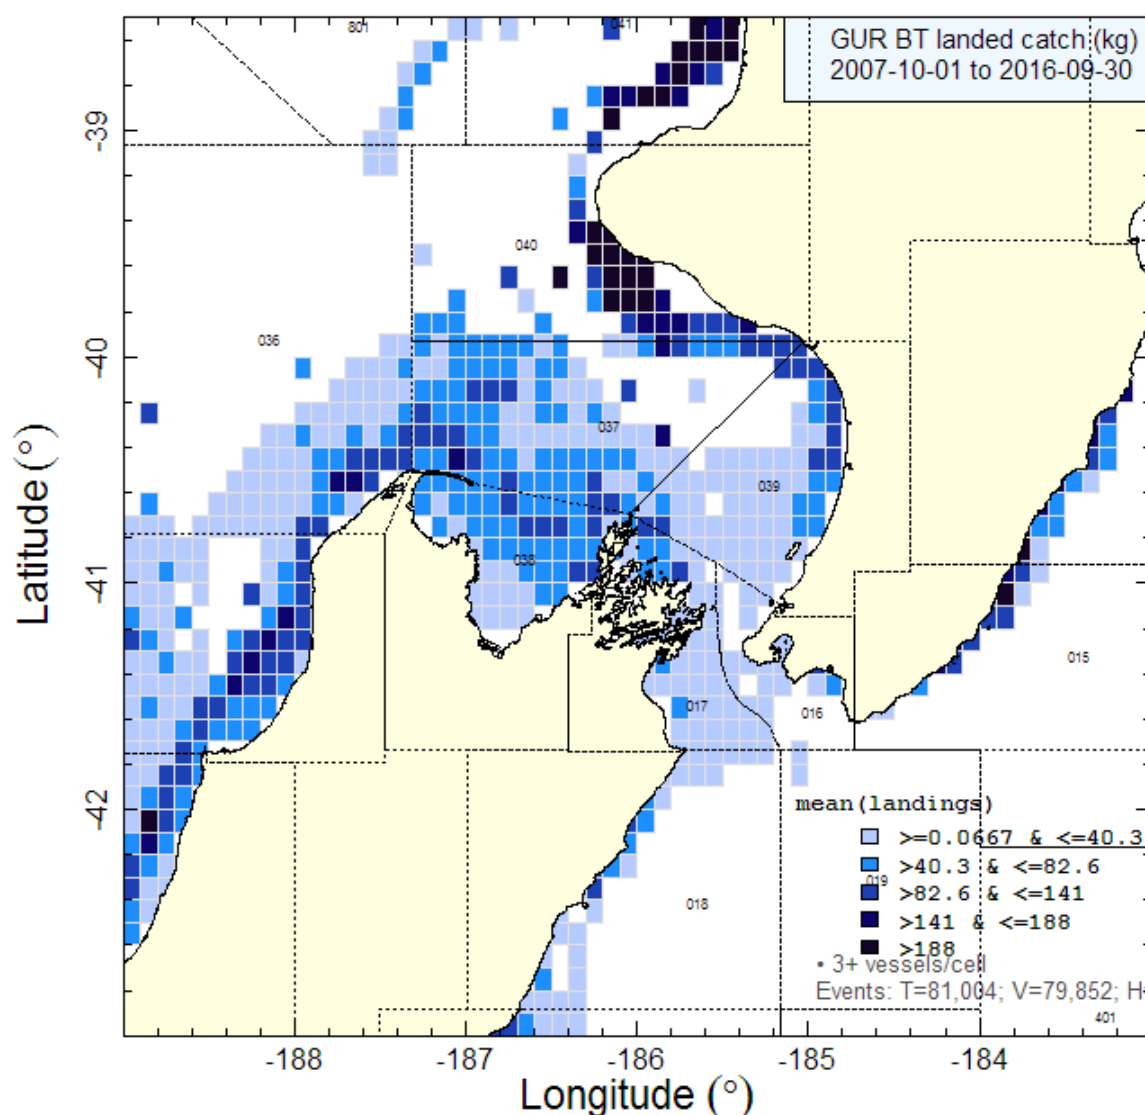 801
041
GUR BT landed catch (kg)
2007-10-01 to 2016-09-30
-39
040
036
-40
037
039
Latitude (°)
038
-41
015
017
016
-42
mean(landings)
>=0.0667 & <=40.3
>40.3 & <=82.6
019
>82.6 & <=141
018
>141 & <=188
>188
• 3+ vessels/cell
Events: T=81,004; V=79,852; H
401
-188
-187
-186
-185
-184
Longitude (°)